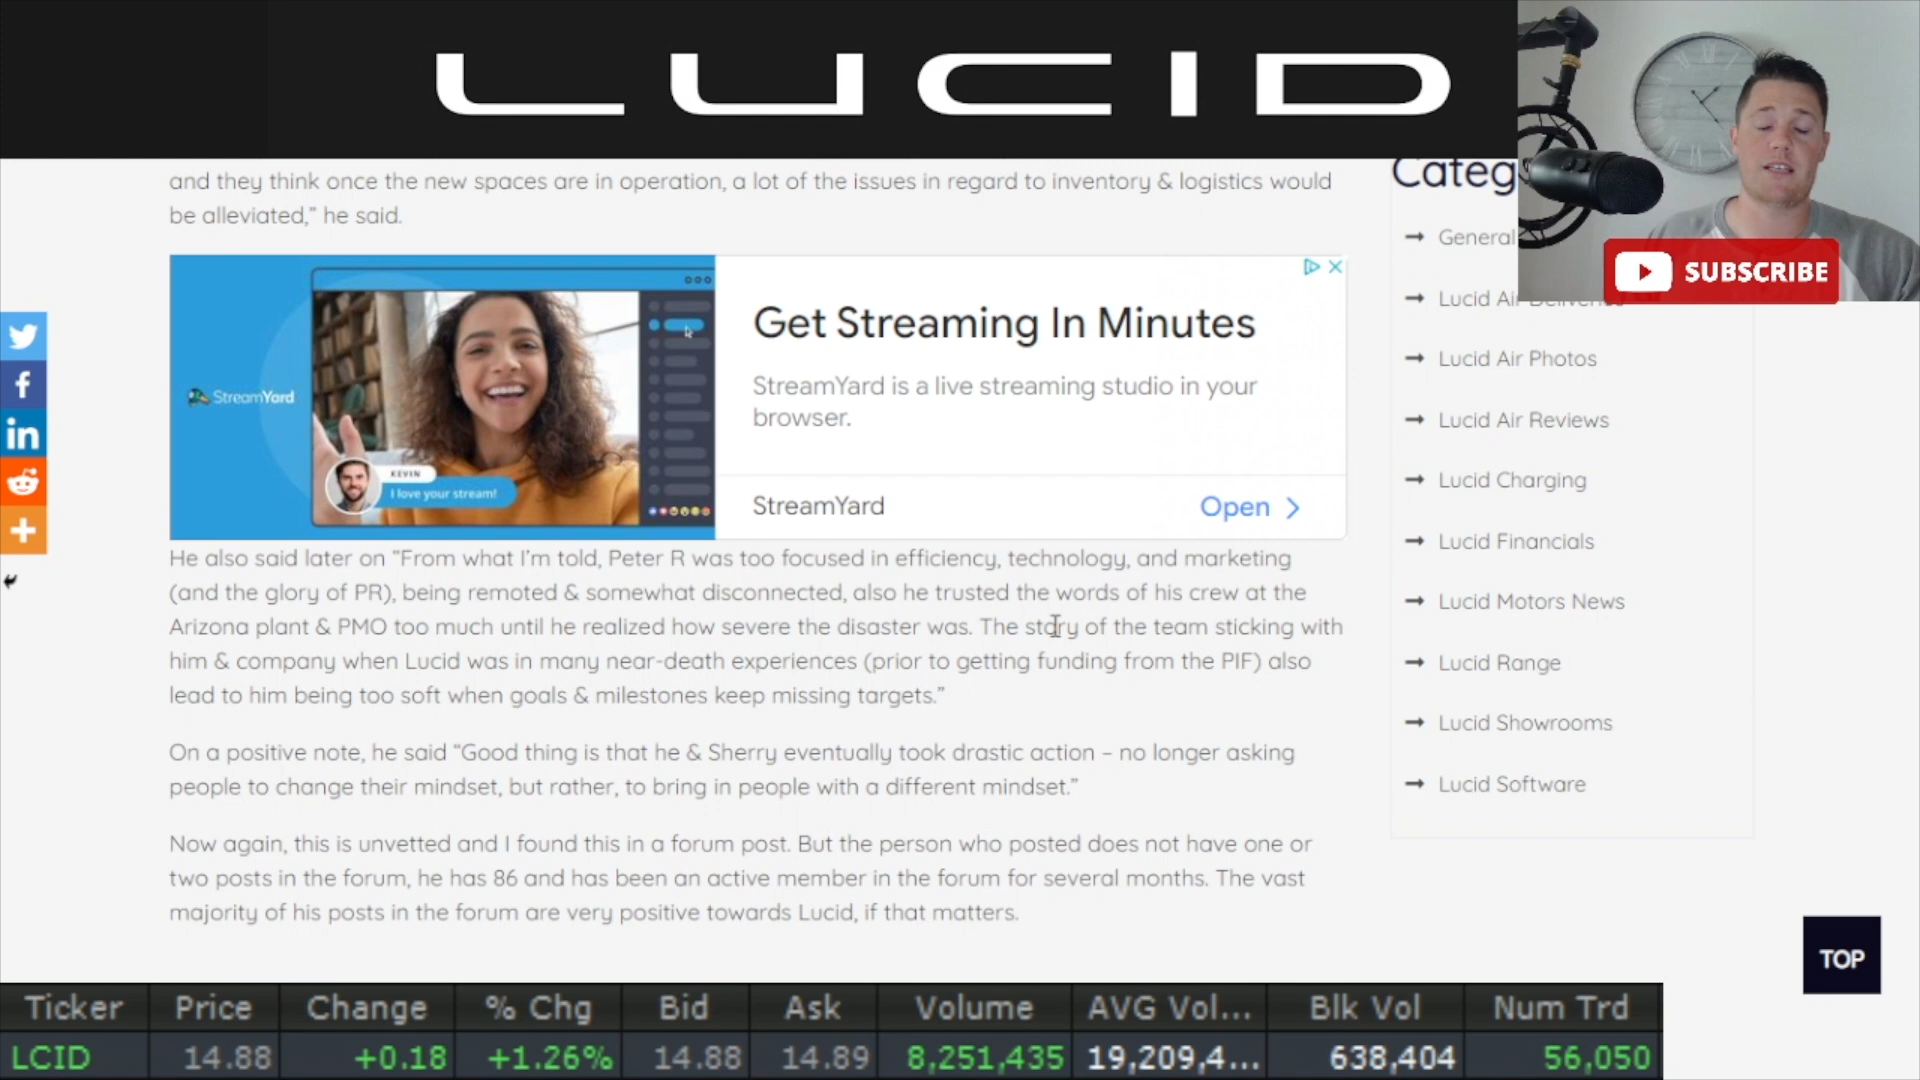 LUCID
and they think once the new spaces are in operation, a lot of the issues in regard to inventory & logistics would
be alleviated,” he said.
StreamYard
KEVIN
I love your stream!
Get Streaming In Minutes
StreamYard is a live streaming studio in your
browser.
StreamYard
Open
He also said later on “From what I’m told, Peter R was too focused in efficiency, technology, and marketing
(and the glory of PR), being remoted & somewhat disconnected, also he trusted the words of his crew at the
Arizona plant & PMO too much until he realized how severe the disaster was. The story of the team sticking with
him & company when Lucid was in many near-death experiences (prior to getting funding from the PIF) also
lead to him being too soft when goals & milestones keep missing targets.”
On a positive note, he said “Good thing is that he & Sherry eventually took drastic action – no longer asking
people to change their mindset, but rather, to bring in people with a different mindset.”
Now again, this is unvetted and I found this in a forum post. But the person who posted does not have one or
two posts in the forum, he has 86 and has been an active member in the forum for several months. The vast
majority of his posts in the forum are very positive towards Lucid, if that matters.
Categ
General
Lucid Air
Lucid Air Photos
Lucid Air Reviews
Lucid Charging
Lucid Financials
Lucid Motors News
Lucid Range
Lucid Showrooms
Lucid Software
SUBSCRIBE
TOP
Ticker Price Change % Chg Bid Ask Volume AVG Vol... Blk Vol Num Trd
LCID 14.88 +0.18 +1.26% 14.88 14.89 8,251,435 19,209,4... 638,404 56,050